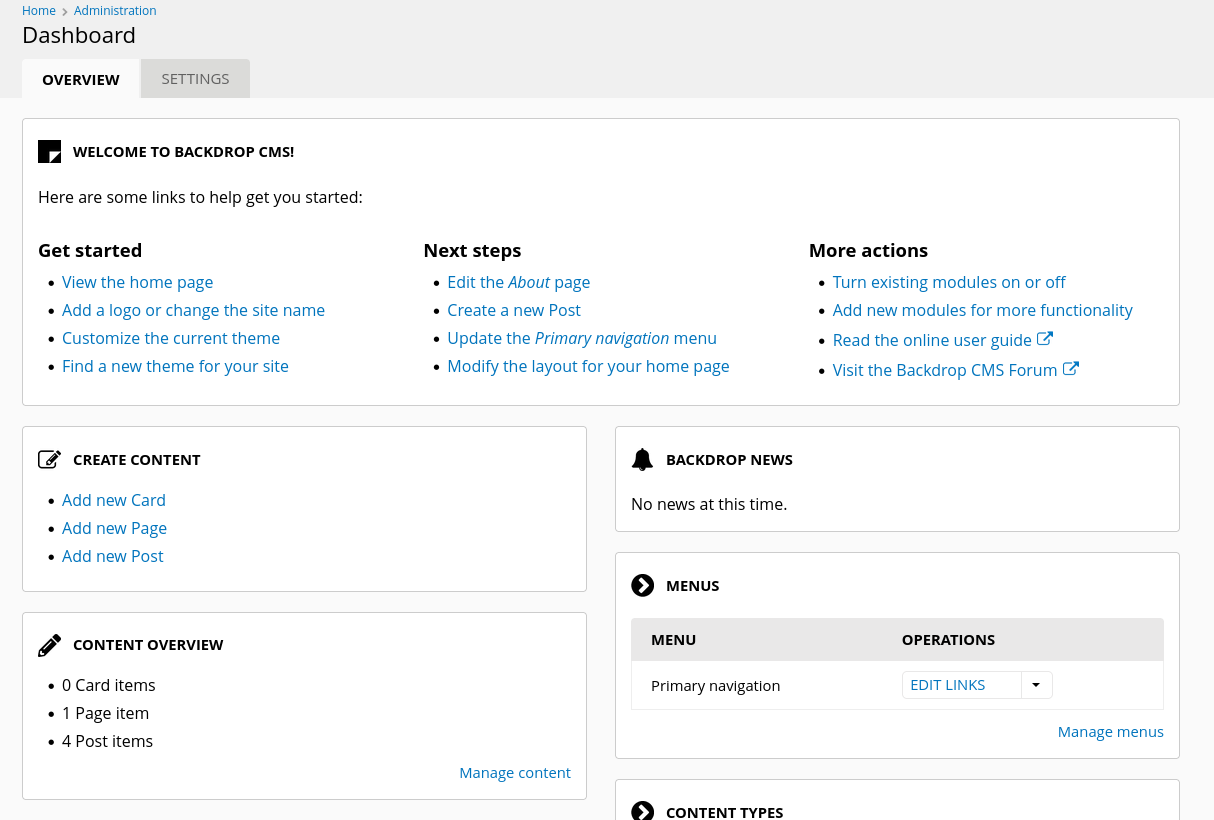 Home > Administration
Dashboard
OVERVIEW SETTINGS
WELCOME TO BACKDROP CMS!
Here are some links to help get you started:
Get started
View the home page
Add a logo or change the site name
Customize the current theme
Find a new theme for your site
Next steps
Edit the About page
Create a new Post
Update the Primary navigation menu
Modify the layout for your home page
More actions
Turn existing modules on or off
Add new modules for more functionality
Read the online user guide
Visit the Backdrop CMS Forum
CREATE CONTENT
Add new Card
Add new Page
Add new Post
CONTENT OVERVIEW
0 Card items
1 Page item
4 Post items
Manage content
BACKDROP NEWS
No news at this time.
MENUS
MENU OPERATIONS
Primary navigation EDIT LINKS
Manage menus
CONTENT TYPES